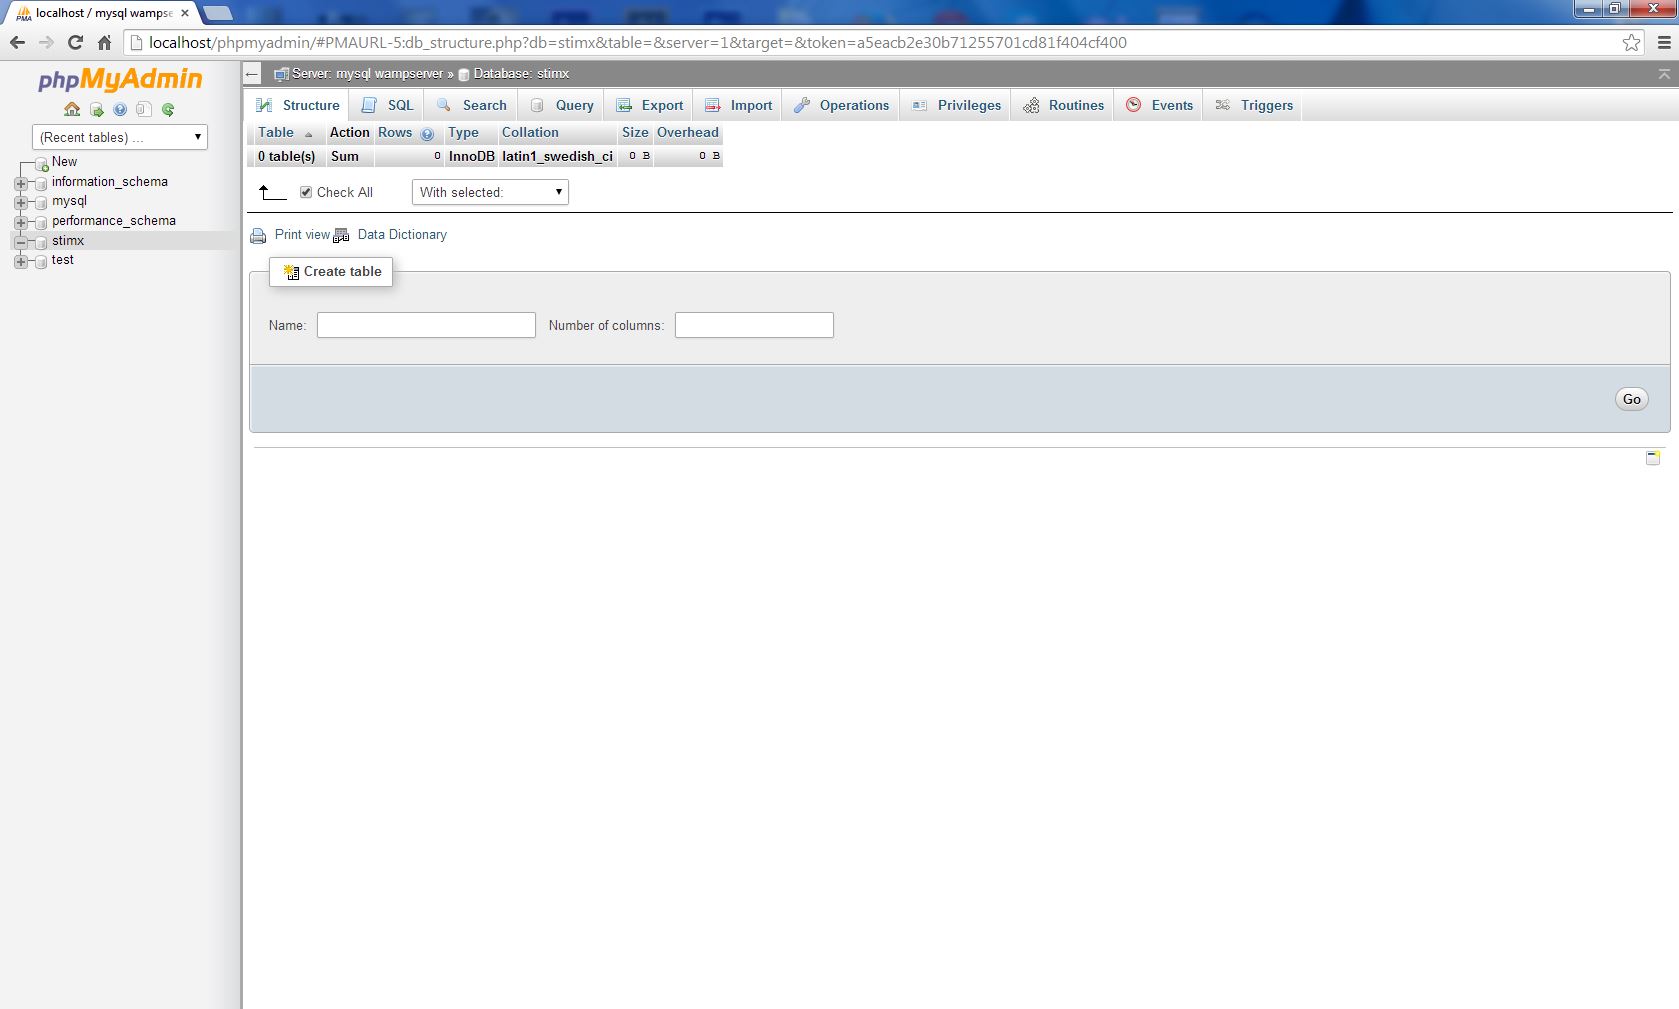 localhost / mysql wampse
localhost/phpmyadmin/#PMAURL-5:db_structure.php?db=stimx&table=&server=1&target=&token=a5eacb2e30b71255701cd81f404cf400
phpMyAdmin
(Recent tables) ...
New
information_schema
mysql
performance_schema
stimx
test
Server: mysql wampserver » Database: stimx
Structure SQL Search Query Export Import Operations Privileges Routines Events Triggers
Table Action Rows Type Collation Size Overhead
0 table(s) Sum 0 InnoDB latin1_swedish_ci 0 B 0 B
Check All With selected:
Print view Data Dictionary
Create table
Name: Number of columns:
Go